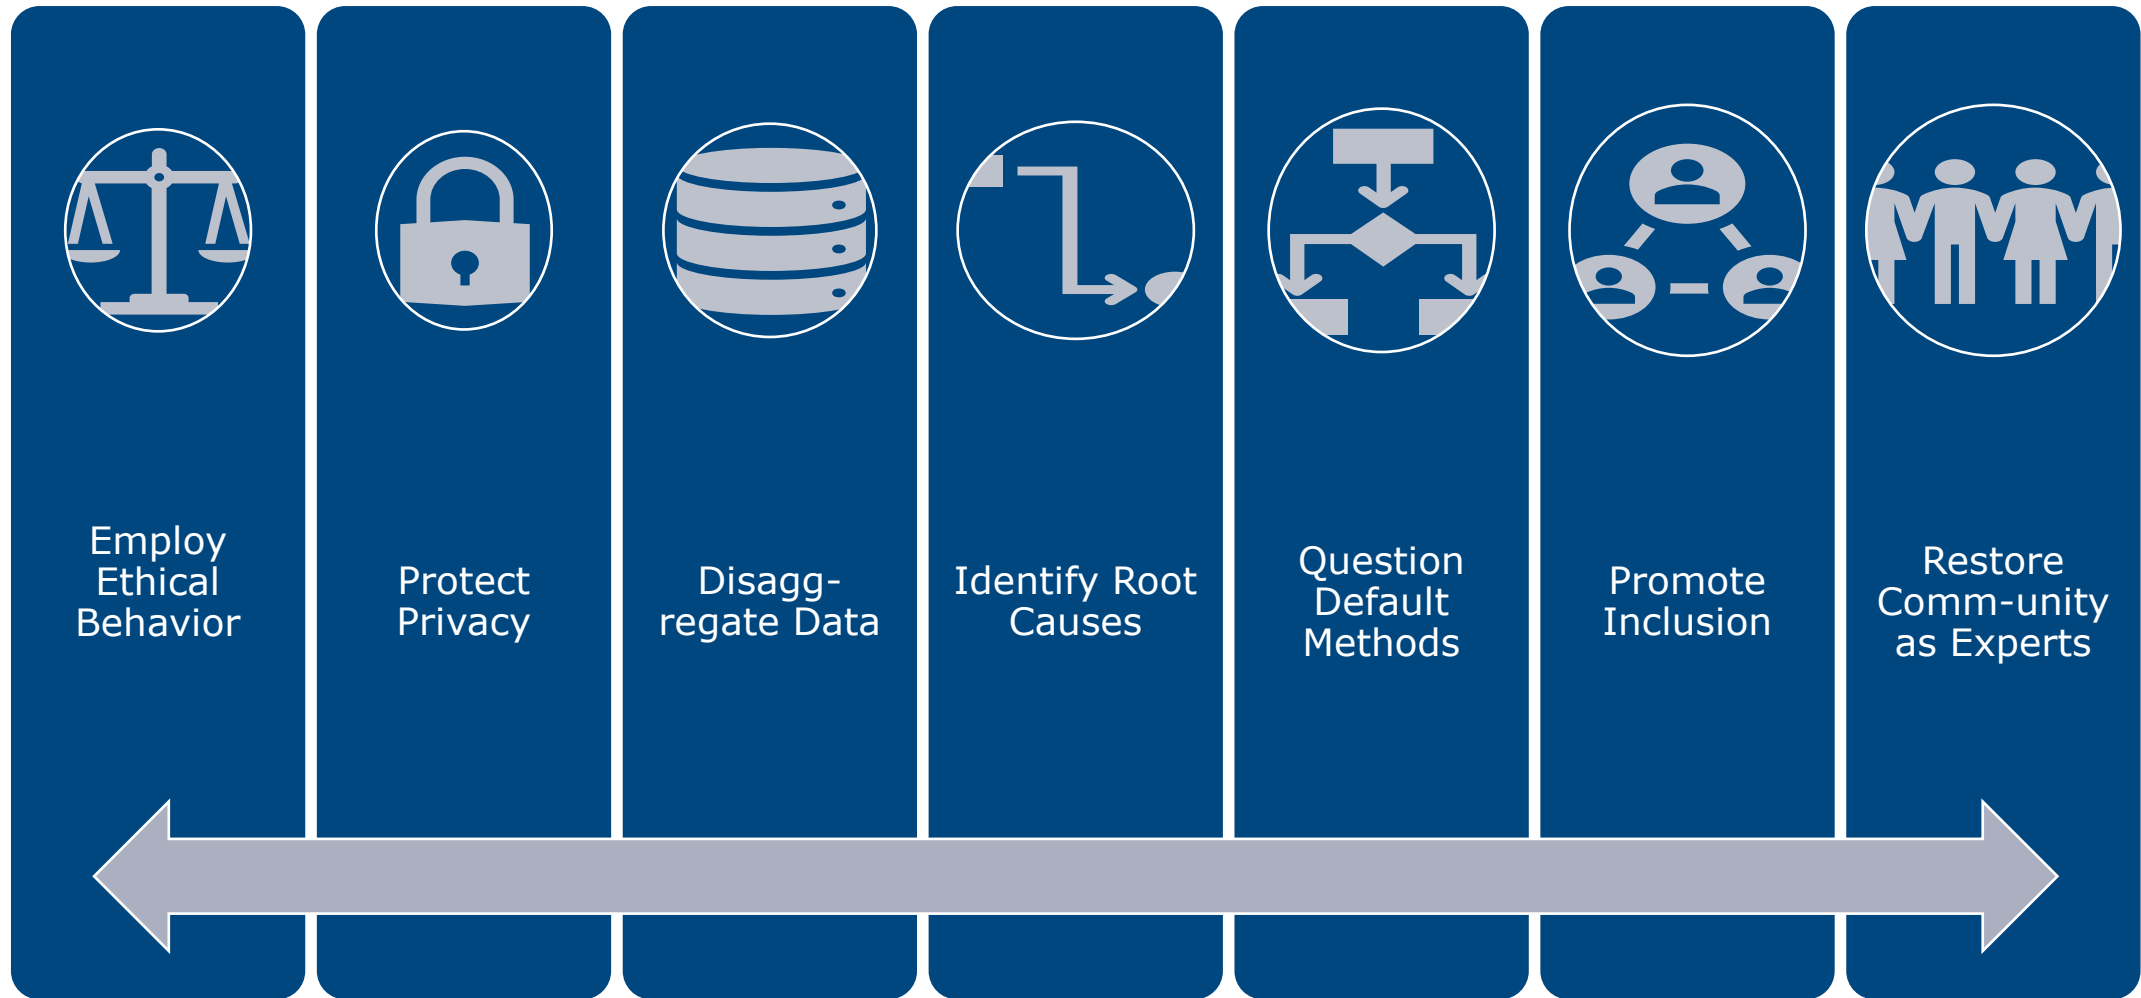 Employ
Ethical
Behavior
Protect
Privacy
Disagg-
regate Data
Identify Root
Causes
Question
Default
Methods
Promote
Inclusion
Restore
Comm-unity
as Experts